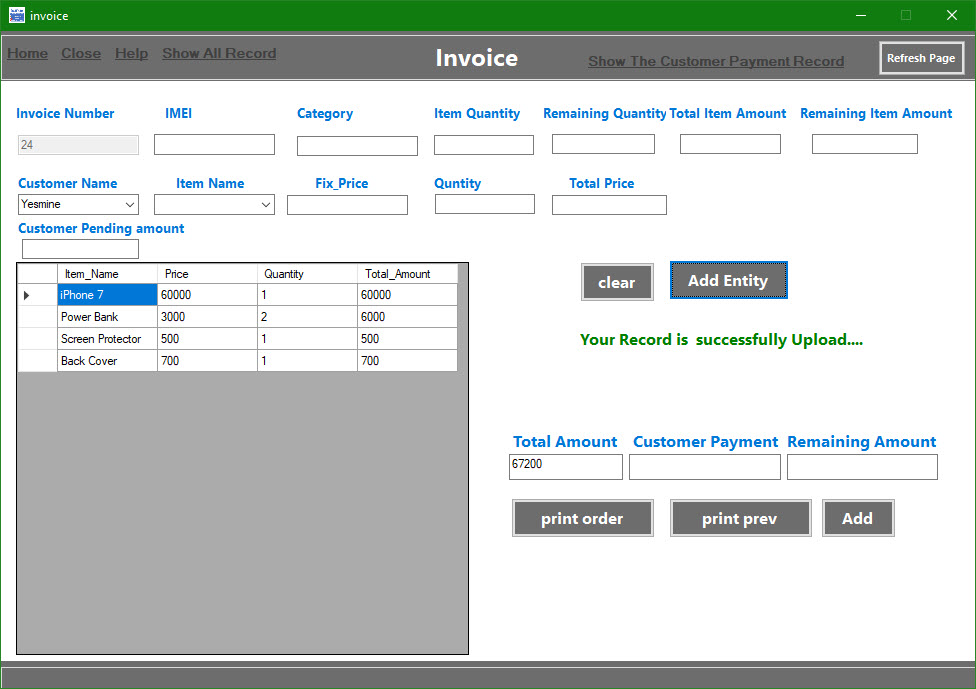 invoice
Home Close Help Show All Record Invoice Show The Customer Payment Record Refresh Page
Invoice Number IMEI Category Item Quantity Remaining Quantity Total Item Amount Remaining Item Amount
24
Customer Name Item Name Fix_Price Quntity Total Price
Yesmine
Customer Pending amount
Item_Name Price Quantity Total_Amount
iPhone 7 60000 1 60000
Power Bank 3000 2 6000
Screen Protector 500 1 500
Back Cover 700 1 700
clear Add Entity
Your Record is successfully Upload....
Total Amount Customer Payment Remaining Amount
67200
print order print prev Add